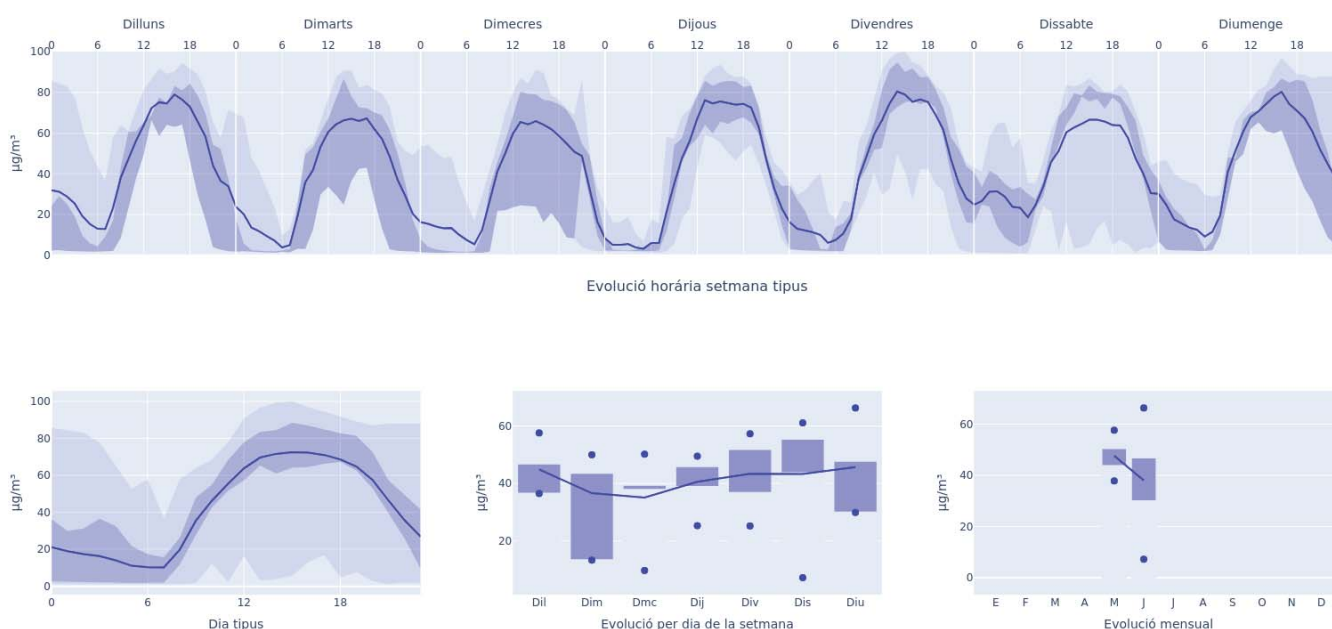 Dilluns Dimarts Dimecres Dijous Divendres Dissabte Diumenge
0 6 12 18 0 6 12 18 0 6 12 18 0 6 12 18 0 6 12 18 0 6 12 18 0 6 12 18
100
80
60
40
20
0
µg/m³
Evolució horária setmana tipus
100
80
60
40
20
0
µg/m³
0 6 12 18
Dia tipus
60
40
20
µg/m³
Dil Dim Dmc Dij Div Dis Diu
Evolució per dia de la setmana
60
40
20
0
µg/m³
E F M A M J J A S O N D
Evolució mensual